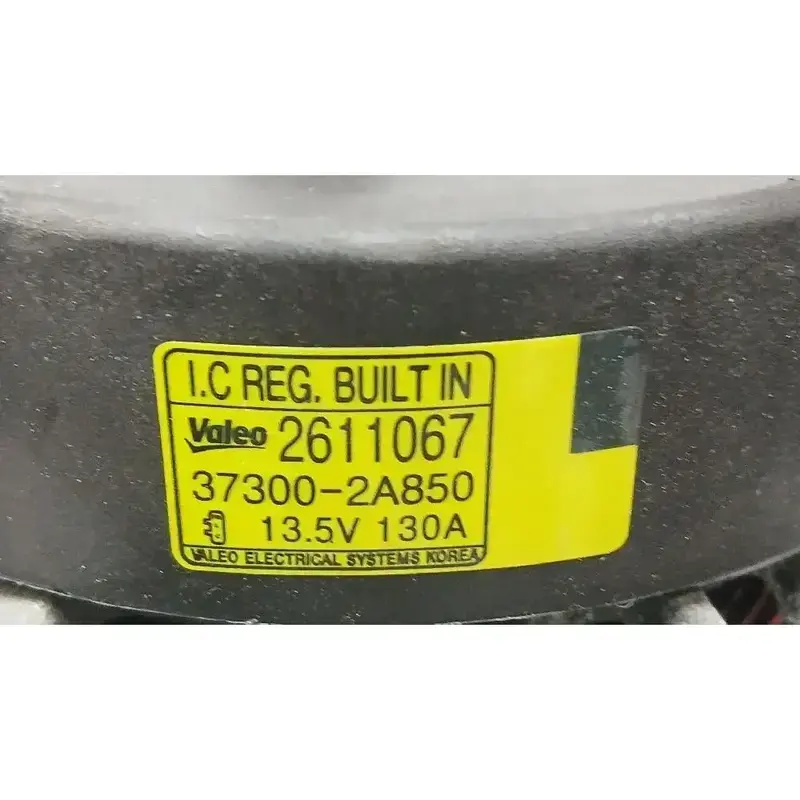 I.C REG. BUILT IN
Valeo 2611067
37300-2A850
13.5V 130A
VALEO ELECTRICAL SYSTEMS KOREA